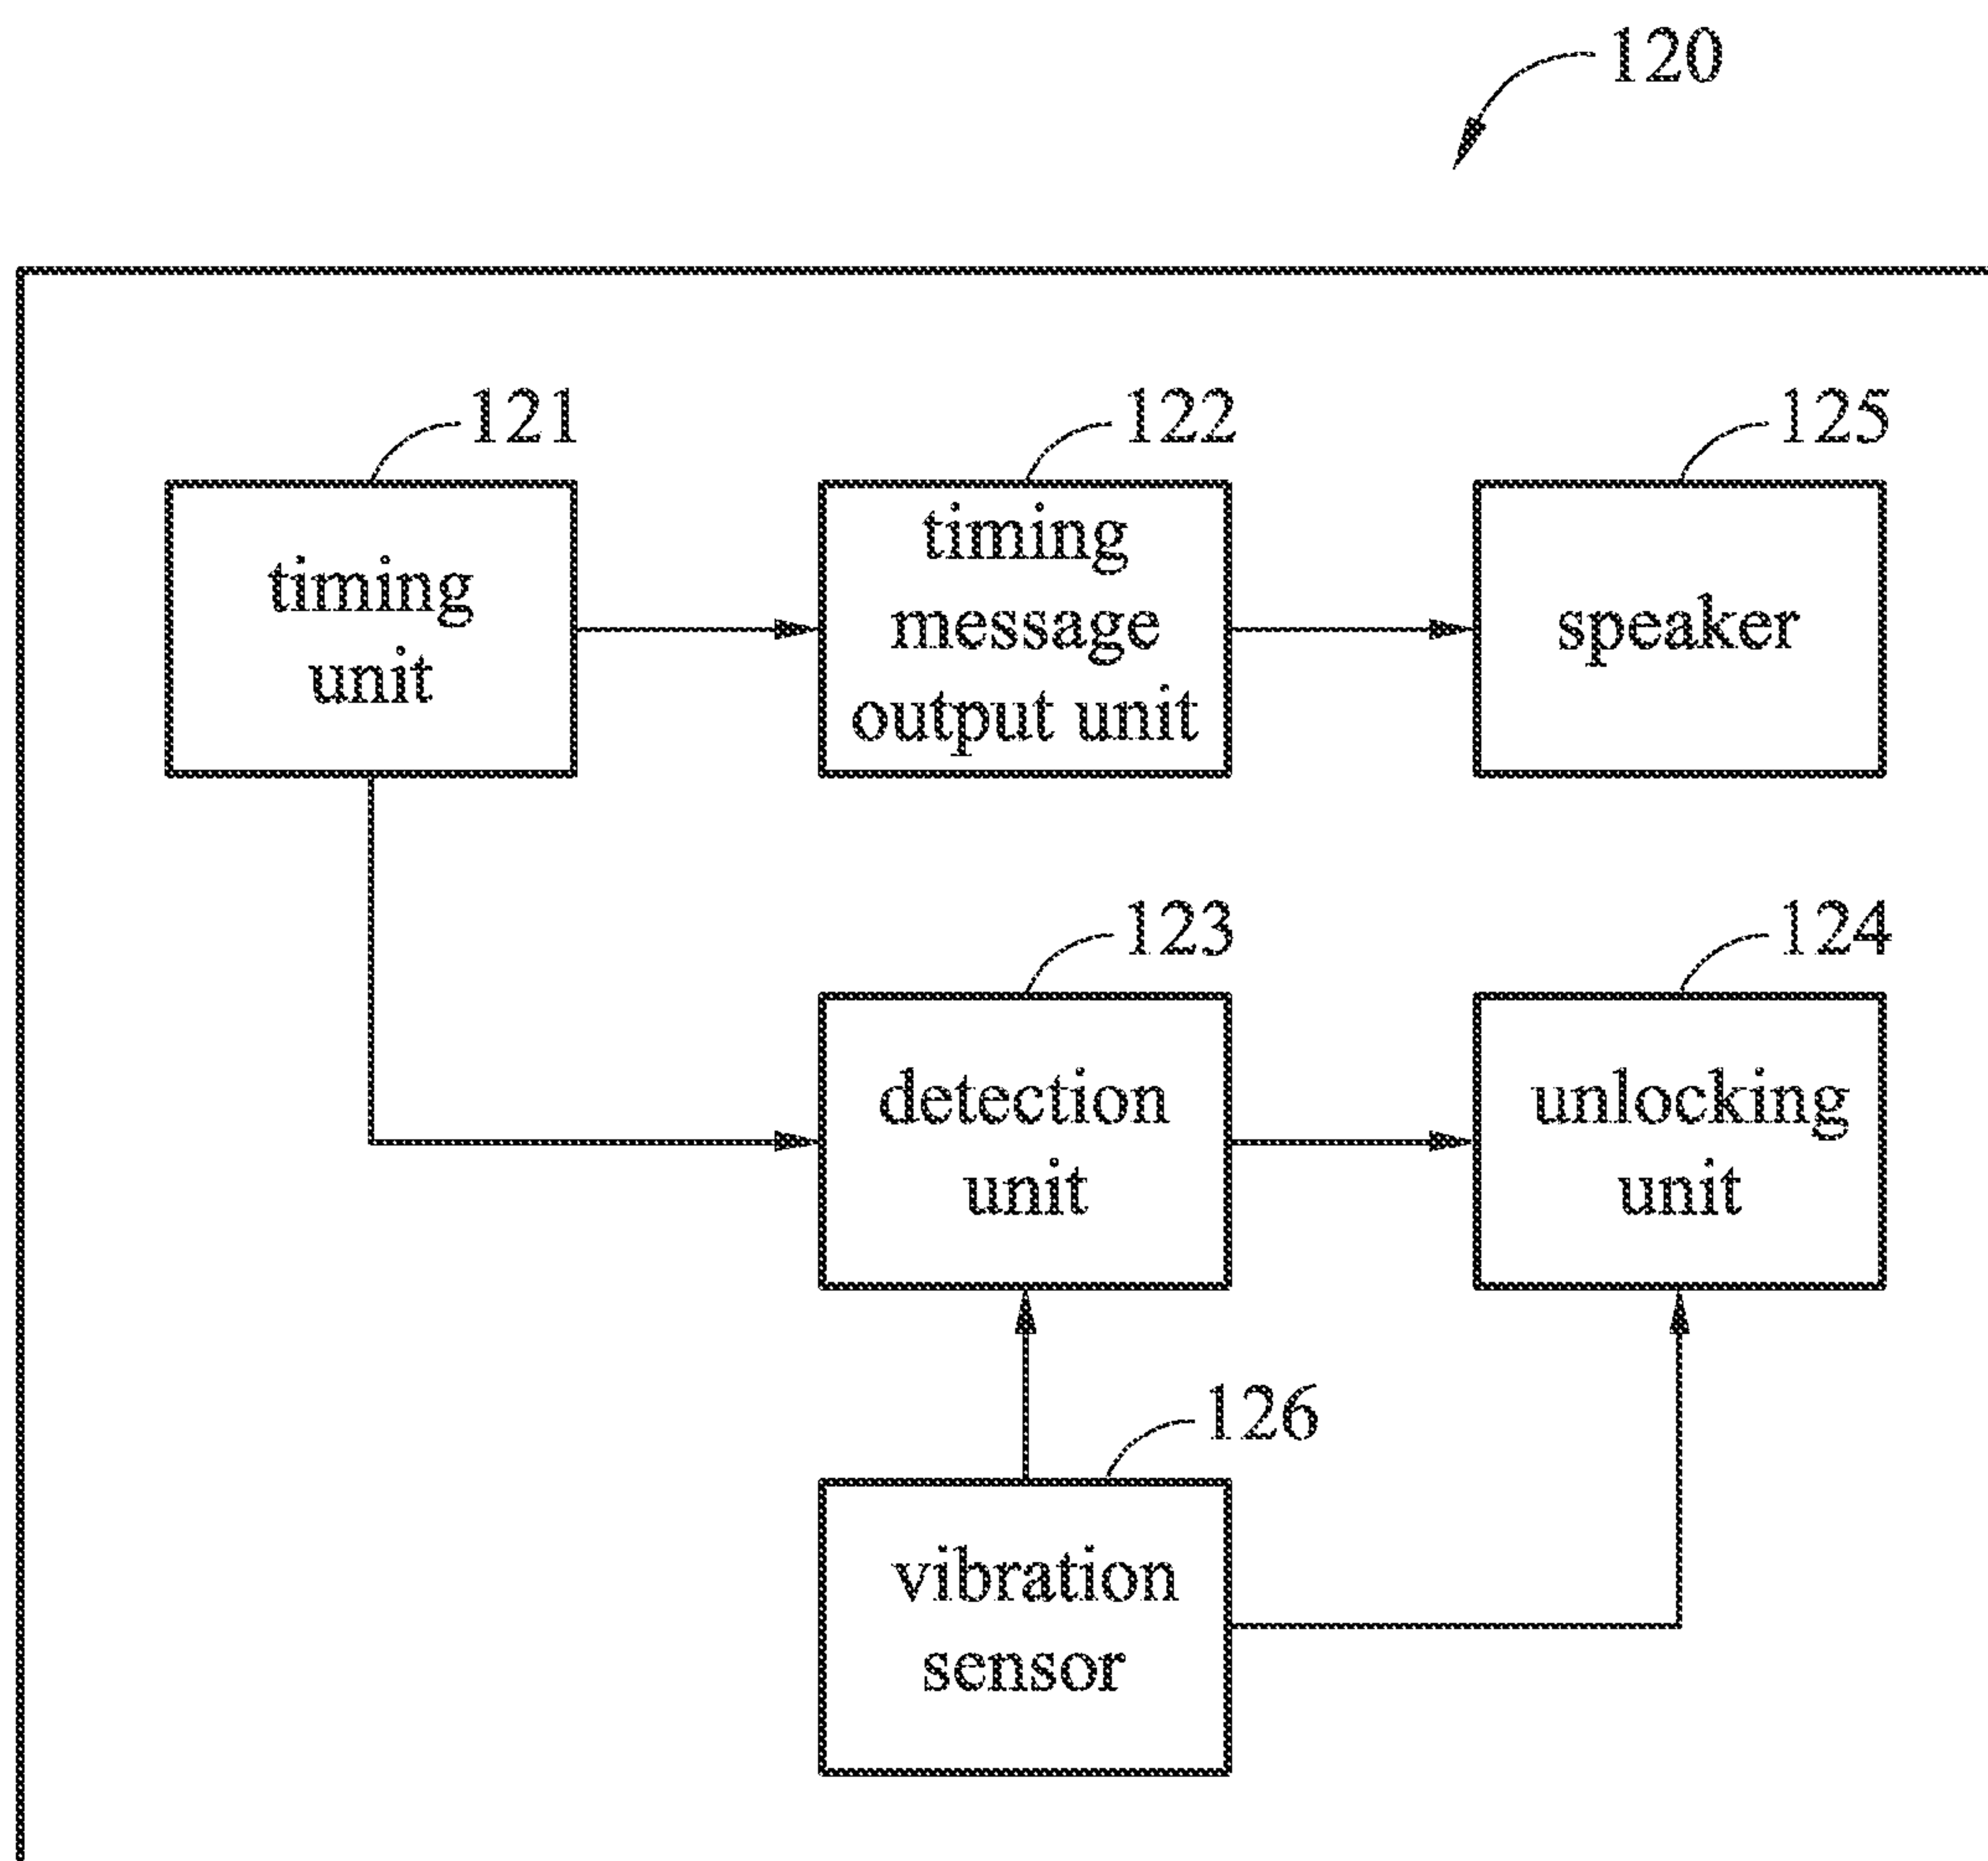 120
121
122
125
timing
unit
timing
message
output unit
speaker
123
124
detection
unit
unlocking
unit
126
vibration
sensor